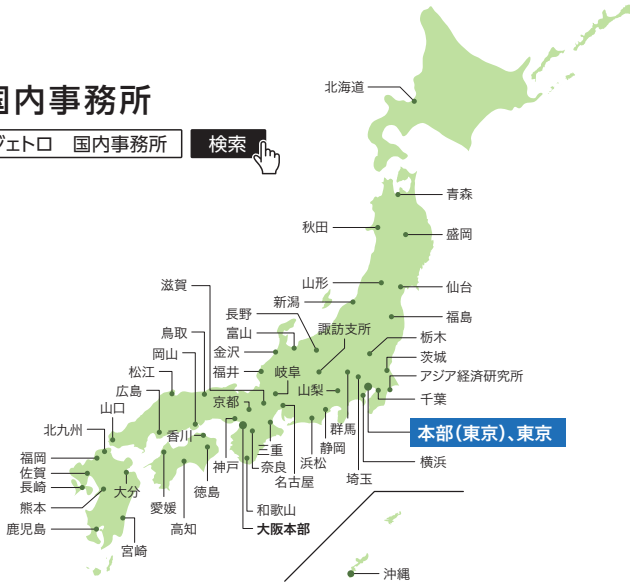 国内事務所
ジェトロ 国内事務所 検索
北海道
青森
秋田
盛岡
山形
仙台
滋賀
新潟
長野
諏訪支所
福島
鳥取
富山
栃木
岡山
金沢
茨城
松江
福井
岐阜
アジア経済研究所
広島
京都
山梨
千葉
山口
群馬
本部(東京)、東京
北九州
香川
三重
静岡
福岡
神戸
奈良
浜松
横浜
佐賀
名古屋
埼玉
長崎
大分
徳島
熊本
愛媛
和歌山
鹿児島
高知
大阪本部
宮崎
沖縄